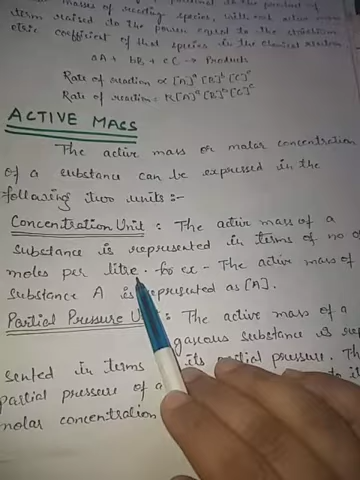 masses of reacting species, with each active mass
term raised to the power equal to the stoichiom
etric coefficient of that species in the chemical reaction.
aA + bB + cC → Products
Rate of reaction ∝ [A]ᵃ [B]ᵇ [C]ᶜ
Rate of reaction = K[A]ᵃ [B]ᵇ [C]ᶜ
ACTIVE MASS
The active mass or molar concentration
of a substance can be expressed in the
following two units :-
Concentration Unit : The active mass of a
substance is represented in terms of no of
moles per litre. for ex - The active mass of
substance A is represented as [A].
Partial Pressure U : The active mass of a
gaseous substance is rep
sented in terms its partial pressure. Th
partial pressure of a to i
molar concentration